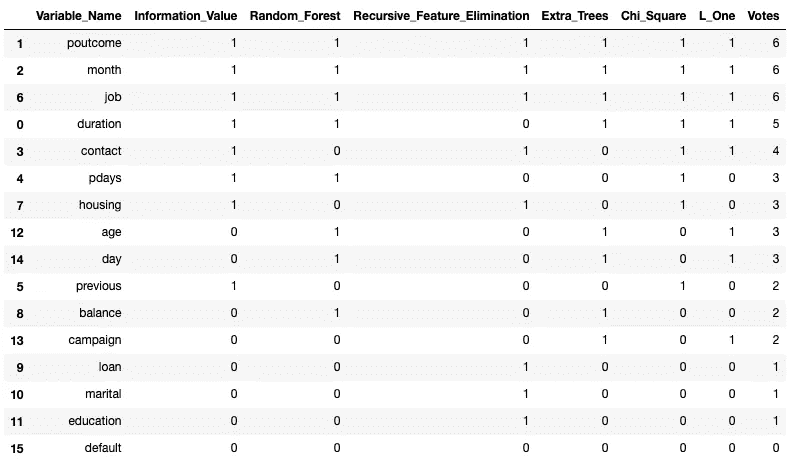 Variable_Name Information_Value Random_Forest Recursive_Feature_Elimination Extra_Trees Chi_Square L_One Votes
1 poutcome 1 1 1 1 1 1 6
2 month 1 1 1 1 1 1 6
6 job 1 1 1 1 1 1 6
0 duration 1 1 0 1 1 1 5
3 contact 1 0 1 0 1 1 4
4 pdays 1 1 0 0 1 0 3
7 housing 1 0 1 0 1 0 3
12 age 0 1 0 1 0 1 3
14 day 0 1 0 1 0 1 3
5 previous 1 0 0 0 1 0 2
8 balance 0 1 0 1 0 0 2
13 campaign 0 0 0 1 0 1 2
9 loan 0 0 1 0 0 0 1
10 marital 0 0 1 0 0 0 1
11 education 0 0 1 0 0 0 1
15 default 0 0 0 0 0 0 0